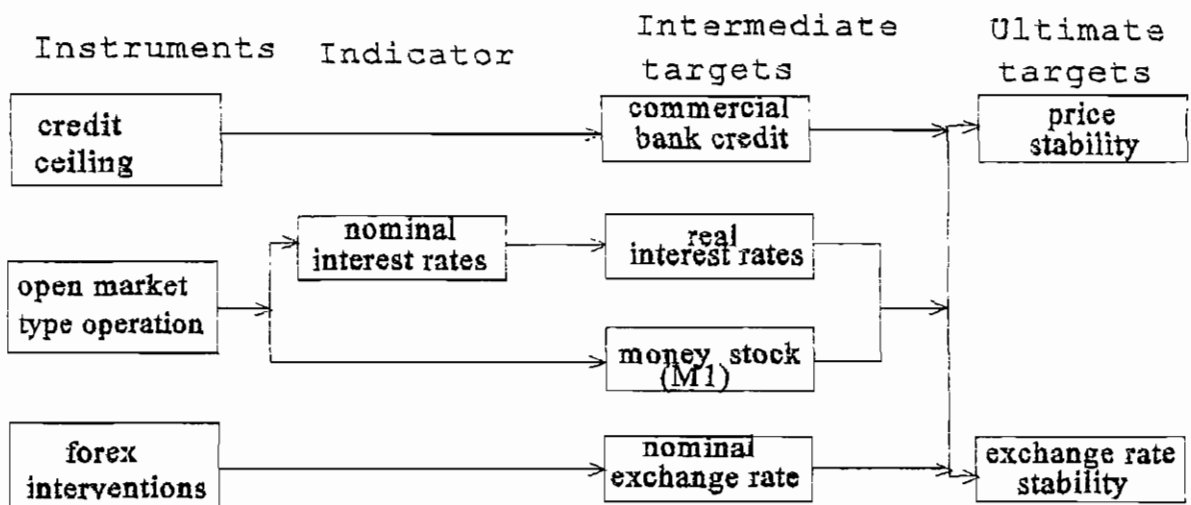 Instruments
Indicator
Intermediate
targets
Ultimate
targets
credit
ceiling
commercial
bank credit
price
stability
nominal
interest rates
real
interest rates
open market
type operation
money stock
(M1)
forex
interventions
nominal
exchange rate
exchange rate
stability